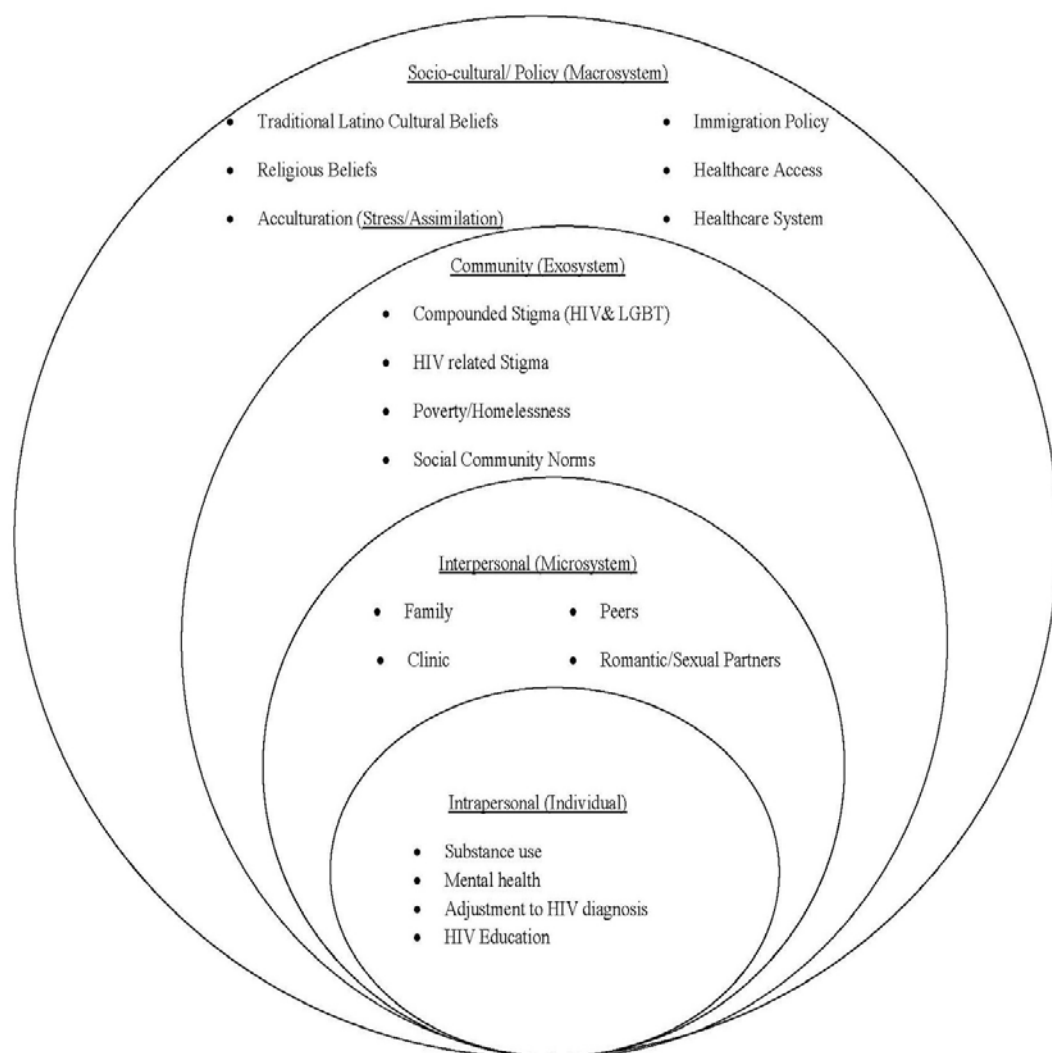 Socio-cultural/ Policy (Macrosystem)
• Traditional Latino Cultural Beliefs
• Immigration Policy
• Religious Beliefs
• Healthcare Access
• Acculturation (Stress/Assimilation)
• Healthcare System
Community (Exosystem)
• Compounded Stigma (HIV& LGBT)
• HIV related Stigma
• Poverty/Homelessness
• Social Community Norms
Interpersonal (Microsystem)
• Family
• Peers
• Clinic
• Romantic/Sexual Partners
Intrapersonal (Individual)
• Substance use
• Mental health
• Adjustment to HIV diagnosis
• HIV Education